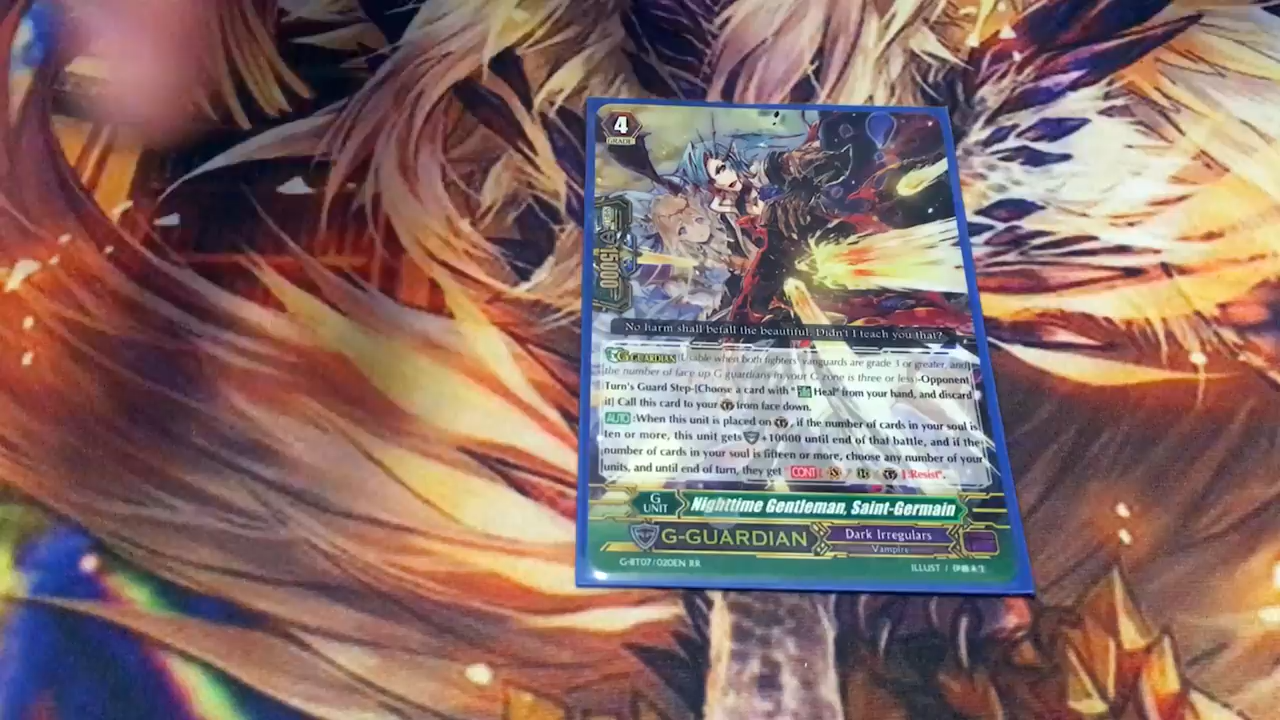 4
GRADE
15000
No harm shall befall the beautiful. Didn't I teach you that?
G GUARDIAN [Usable when both fighters' vanguards are grade 3 or greater, and
the number of face up G guardians in your G zone is three or less]-Opponent
Turn's Guard Step-[Choose a card with " Heal" from your hand, and discard
it] Call this card to your from face down.
AUTO :When this unit is placed on , if the number of cards in your soul is
ten or more, this unit gets +10000 until end of that battle, and if the
number of cards in your soul is fifteen or more, choose any number of your
units, and until end of turn, they get "CONT : Resist".
G UNIT
Nighttime Gentleman, Saint-Germain
G-GUARDIAN
Dark Irregulars
Vampire
G-BT07/020EN RR
ILLUST /